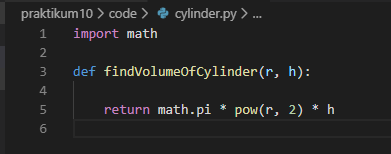 praktikum10 > code > cylinder.py > ...
1 import math
2
3 def findVolumeOfCylinder(r, h):
4
5 return math.pi * pow(r, 2) * h
6